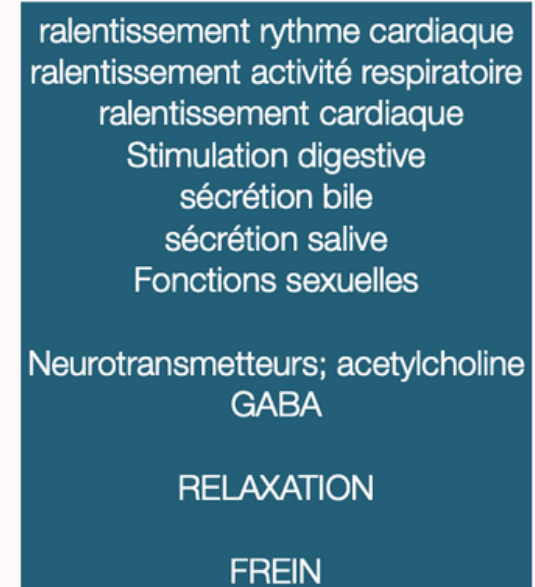 ralentissement rythme cardiaque
ralentissement activité respiratoire
ralentissement cardiaque
Stimulation digestive
sécrétion bile
sécrétion salive
Fonctions sexuelles
Neurotransmetteurs; acetylcholine
GABA
RELAXATION
FREIN